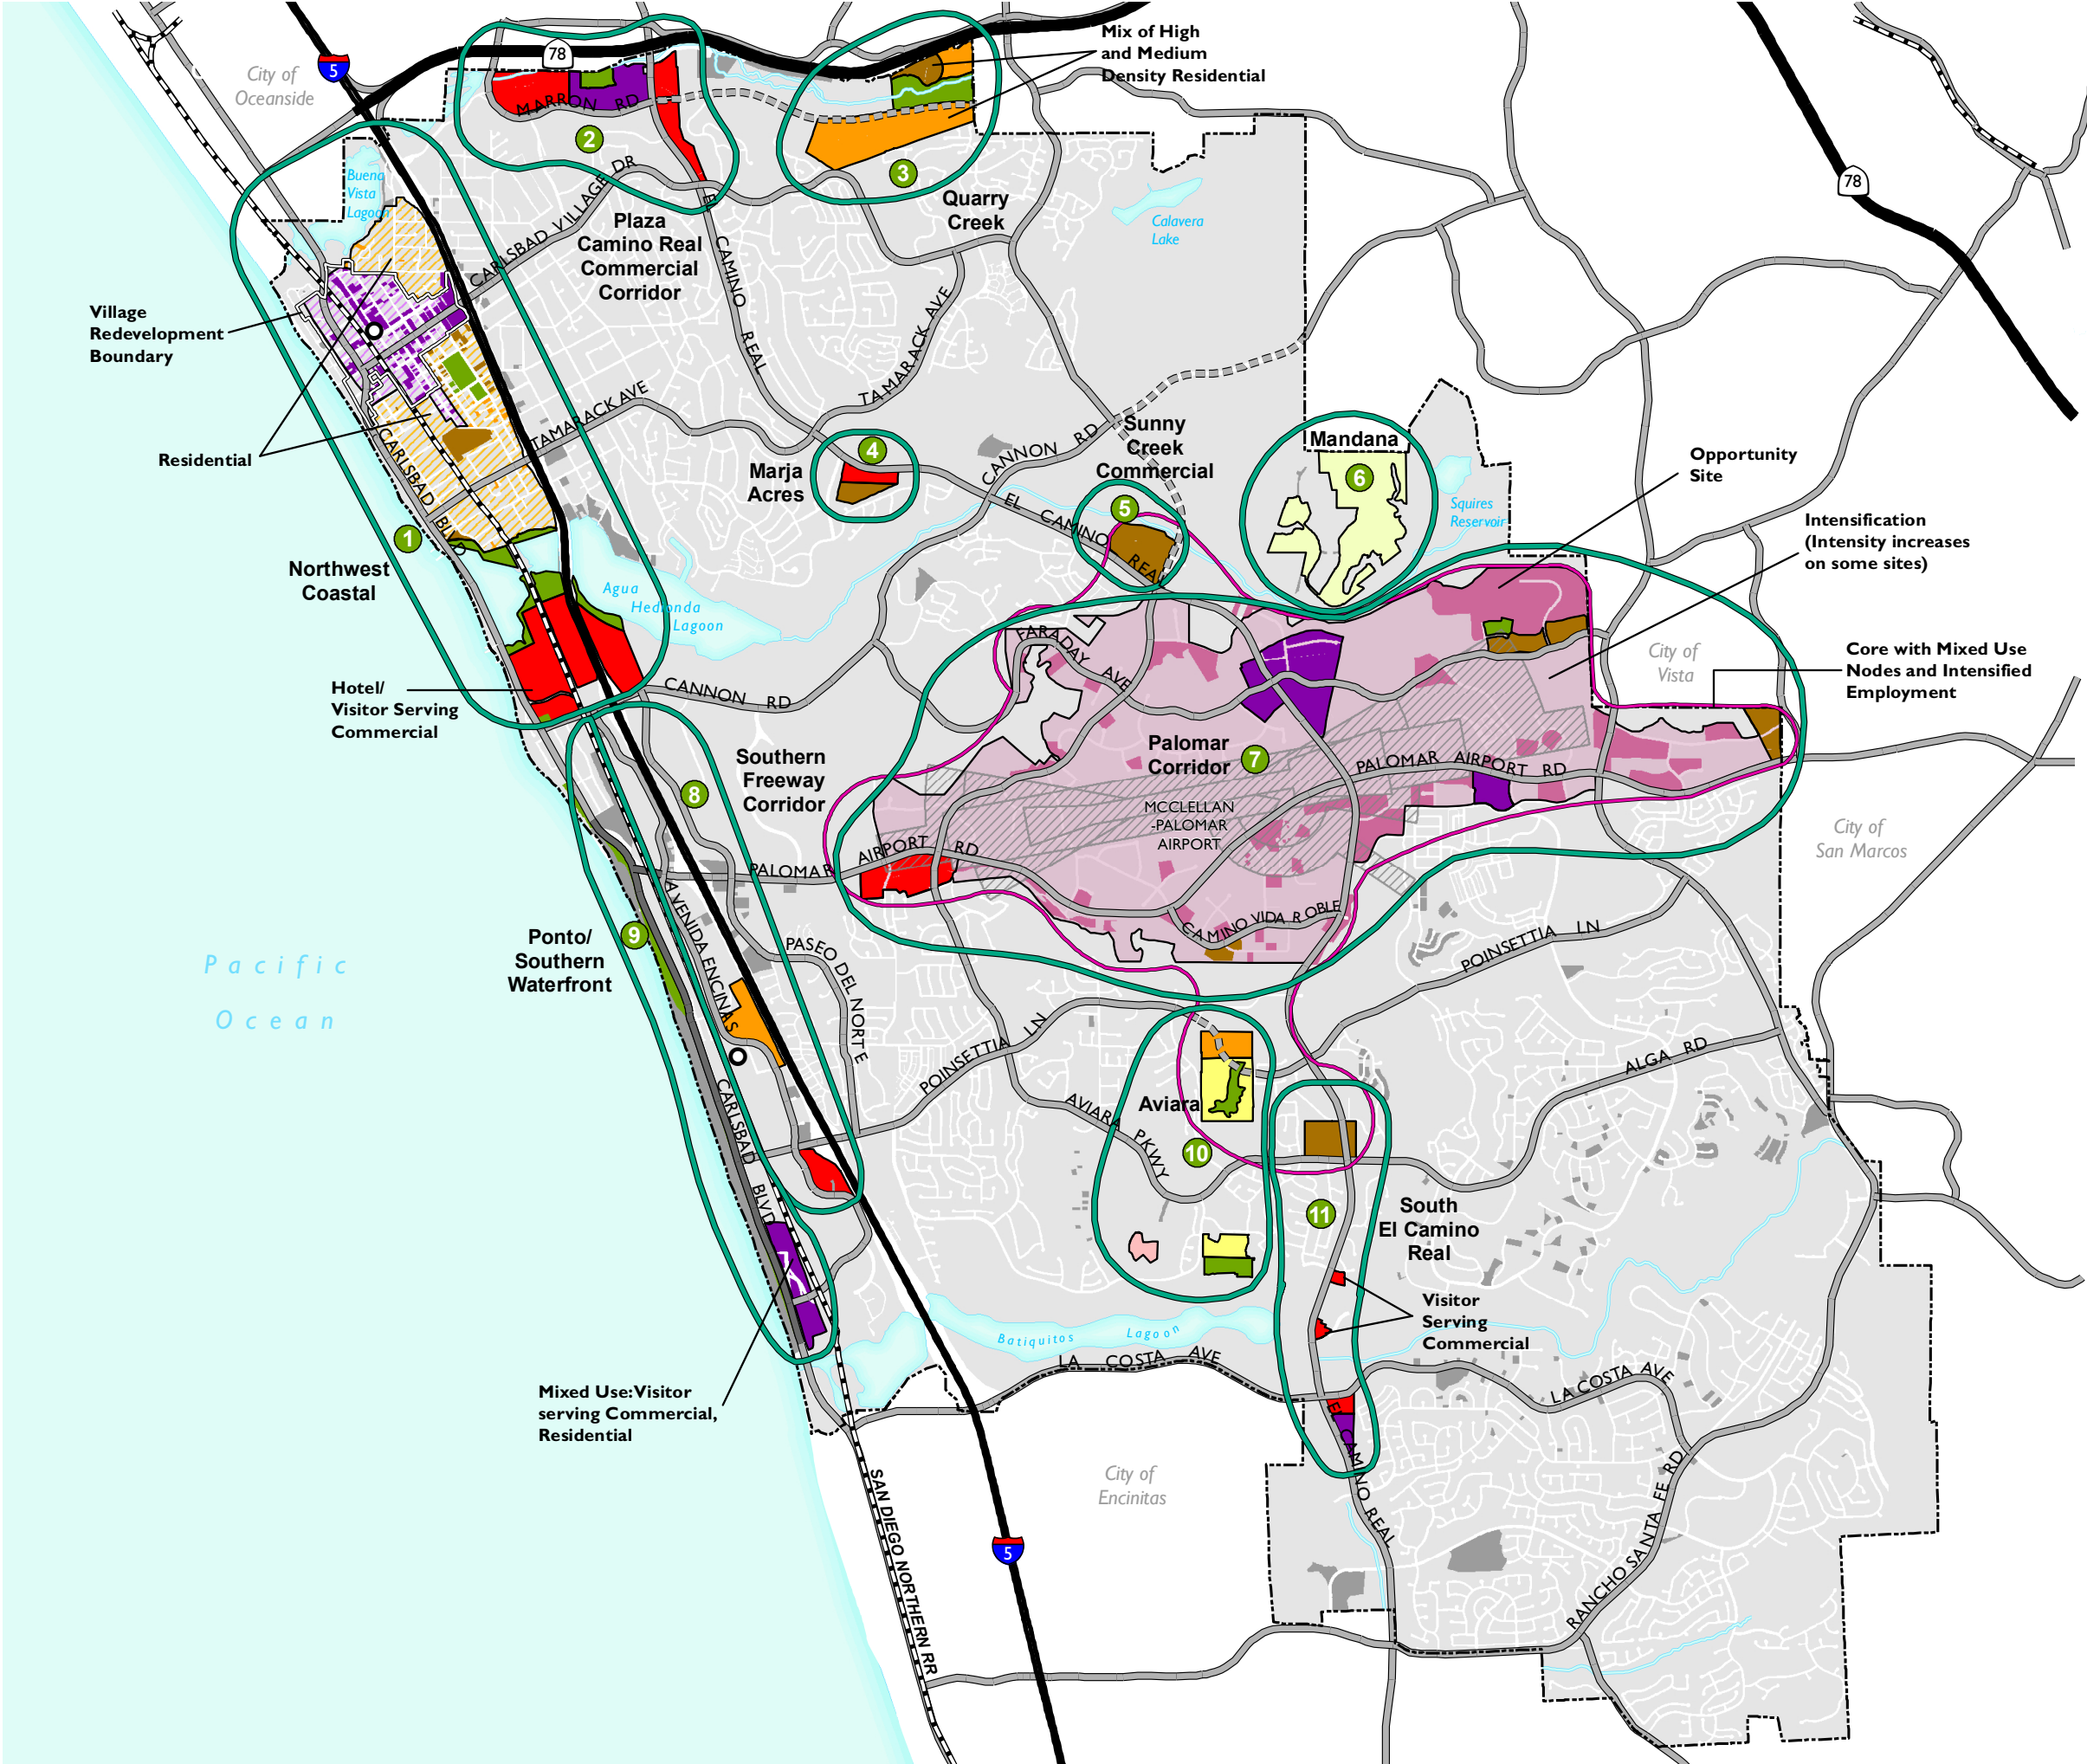 City of
Oceanside
5
78
MARRON RD
2
Mix of High
and Medium
Density Residential
3
Quarry
Creek
78
Buena
Vista
Lagoon
CARLSBAD VILLAGE DR
Plaza
Camino Real
Commercial
Corridor
EL CAMINO REAL
Calavera
Lake
Village
Redevelopment
Boundary
TAMARACK AVE
TAMARACK AVE
Residential
CARLSBAD BLVD
Marja
Acres
4
CANNON RD
Sunny
Creek
Commercial
5
EL CAMINO REAL
Mandana
6
Squires
Reservoir
Opportunity
Site
Intensification
(Intensity increases
on some sites)
1
Northwest
Coastal
Agua
Hedionda
Lagoon
FARADAY AVE
City of
Vista
Core with Mixed Use
Nodes and Intensified
Employment
Hotel/
Visitor Serving
Commercial
CANNON RD
Southern
Freeway
Corridor
8
Palomar
Corridor
7
PALOMAR AIRPORT RD
MCCLELLAN
-PALOMAR
AIRPORT
City of
San Marcos
PALOMAR AIRPORT RD
AVENIDA ENCINAS
CAMINO VIDA ROBLE
9
Ponto/
Southern
Waterfront
PASEO DEL NORTE
POINSETTIA LN
Pacific
Ocean
POINSETTIA LN
ALGA RD
CARLSBAD BLVD
Aviara
AVIARA PKWY
10
11
South
El Camino
Real
Visitor
Serving
Commercial
Batiquitos Lagoon
LA COSTA AVE
LA COSTA AVE
Mixed Use:Visitor
serving Commercial,
Residential
EL CAMINO REAL
City of
Encinitas
SAN DIEGO NORTHERN RR
5
RANCHO SANTA FE RD